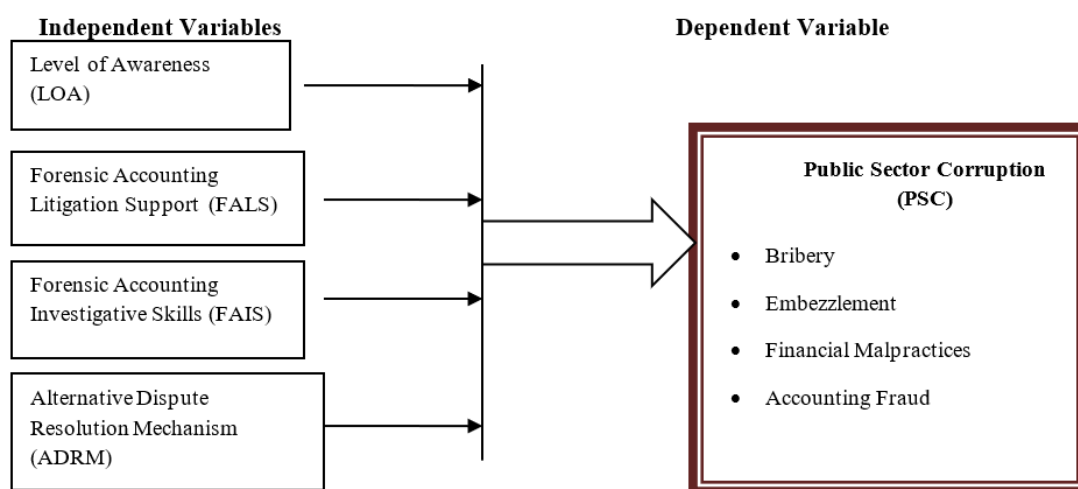 Independent Variables
Dependent Variable
Level of Awareness
(LOA)
Forensic Accounting
Litigation Support (FALS)
Forensic Accounting
Investigative Skills (FAIS)
Alternative Dispute
Resolution Mechanism
(ADRM)
Public Sector Corruption
(PSC)
• Bribery
• Embezzlement
• Financial Malpractices
• Accounting Fraud